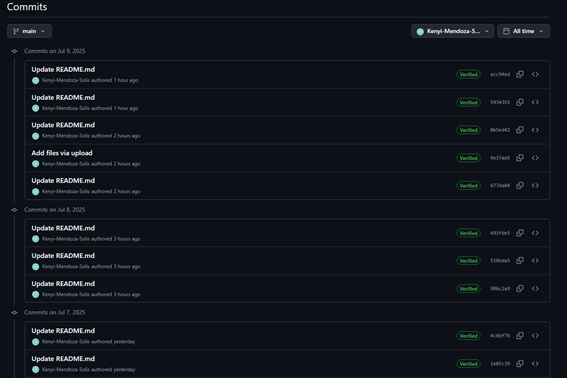 Commits
main
Kenyi-Mendoza-S...
All time
Commits on Jul 9, 2025
Update README.md
Kenyi-Mendoza-Solis authored 1 hour ago
Verified
acc94ed
Update README.md
Kenyi-Mendoza-Solis authored 1 hour ago
Verified
5934355
Update README.md
Kenyi-Mendoza-Solis authored 2 hours ago
Verified
Add files via upload
Kenyi-Mendoza-Solis authored 2 hours ago
Verified
9e37ad5
Update README.md
Kenyi-Mendoza-Solis authored 2 hours ago
Verified
677da84
Commits on Jul 8, 2025
Update README.md
Kenyi-Mendoza-Solis authored 3 hours ago
Verified
691fde5
Update README.md
Kenyi-Mendoza-Solis authored 3 hours ago
Verified
518bda5
Update README.md
Kenyi-Mendoza-Solis authored 3 hours ago
Verified
Commits on Jul 7, 2025
Update README.md
Kenyi-Mendoza-Solis authored yesterday
Verified
4c6bf76
Update README.md
Kenyi-Mendoza-Solis authored yesterday
Verified
1e05c39